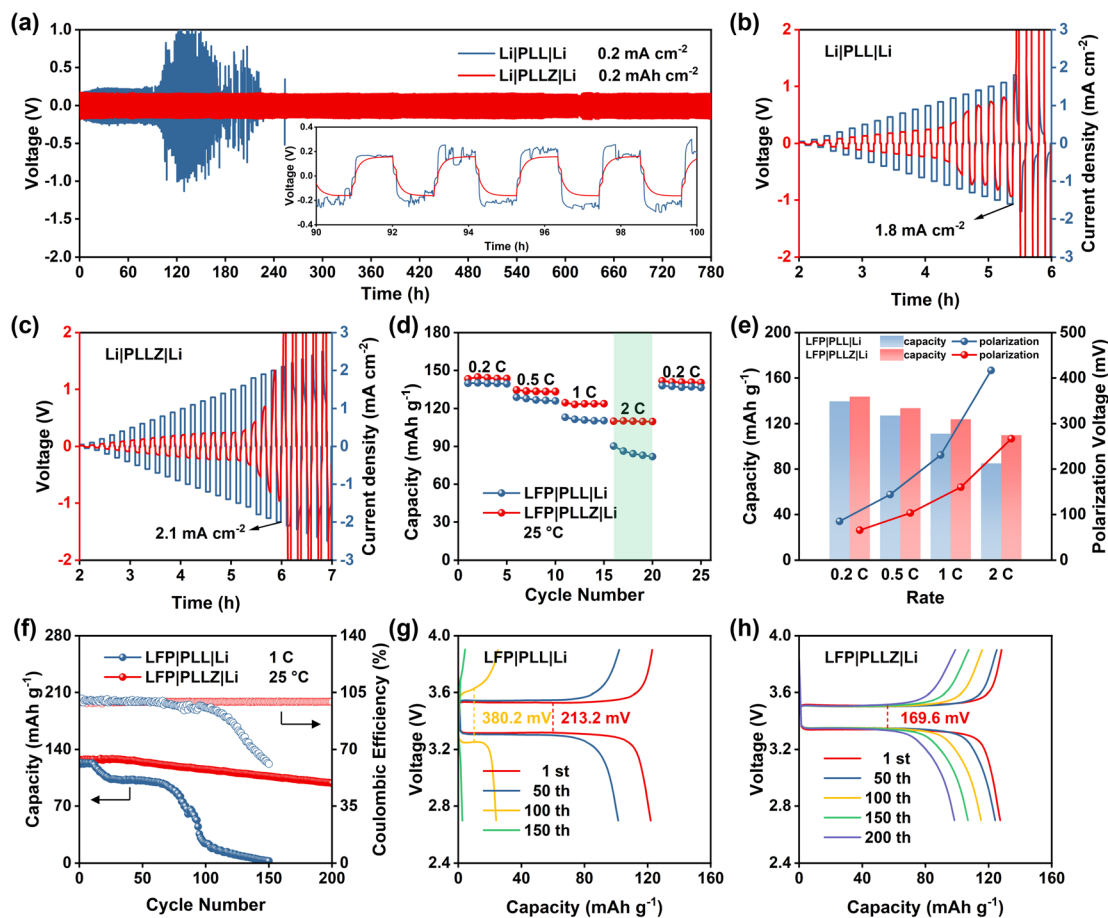 (a)
1.0
0.5
0.0
-0.5
-1.0
-1.5
-2.0
Voltage (V)
Li|PLL|Li 0.2 mA cm-2
Li|PLLZ|Li 0.2 mAh cm-2
0.4
0.2
0.0
-0.2
-0.4
Voltage (V)
90 92 94 96 98 100
Time (h)
0 60 120 180 240 300 360 420 480 540 600 660 720 780
Time (h)
(b)
Li|PLL|Li
2
1
0
-1
-2
Voltage (V)
3
2
1
0
-1
-2
-3
Current density (mA cm-2)
1.8 mA cm-2
2 3 4 5 6
Time (h)
(c)
Li|PLLZ|Li
2
1
0
-1
-2
Voltage (V)
3
2
1
0
-1
-2
-3
Current density (mA cm-2)
2.1 mA cm-2
2 3 4 5 6 7
Time (h)
(d)
180
150
120
90
60
30
0
Capacity (mAh g-1)
0.2 C
0.5 C
1 C
2 C
0.2 C
LFP|PLL|Li
LFP|PLLZ|Li
25 °C
0 5 10 15 20 25
Cycle Number
(e)
LFP|PLL|Li capacity polarization
LFP|PLLZ|Li capacity polarization
200
160
120
80
40
0
Capacity (mAh g-1)
500
400
300
200
100
0
Polarization Voltage (mV)
0.2 C 0.5 C 1 C 2 C
Rate
(f)
280
210
140
70
0
Capacity (mAh g-1)
LFP|PLL|Li 1 C
LFP|PLLZ|Li 25 °C
140
105
70
35
0
Coulombic Efficiency (%)
0 50 100 150 200
Cycle Number
(g)
LFP|PLL|Li
4.0
3.6
3.2
2.8
2.4
Voltage (V)
380.2 mV 213.2 mV
1 st
50 th
100 th
150 th
0 40 80 120 160
Capacity (mAh g-1)
(h)
LFP|PLLZ|Li
4.0
3.6
3.2
2.8
2.4
Voltage (V)
169.6 mV
1 st
50 th
100 th
150 th
200 th
0 40 80 120 160
Capacity (mAh g-1)